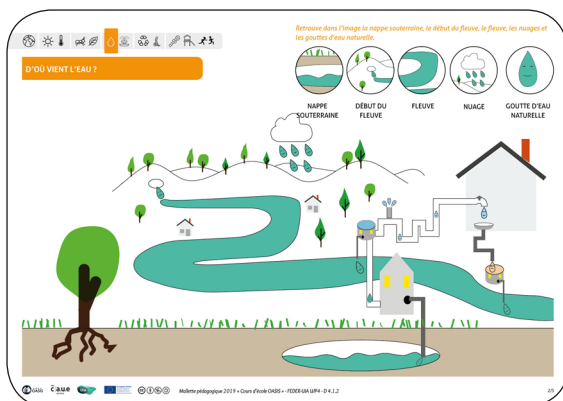 Retrouve dans l'image la nappe souterraine, le début du fleuve, le fleuve, les nuages et
les gouttes d'eau naturelle.
D'OÙ VIENT L'EAU ?
NAPPE
SOUTERRAINE
DÉBUT DU
FLEUVE
FLEUVE
NUAGE
GOUTTE D'EAU
NATURELLE
OASIS
c|a.u.e
Mallette pédagogique 2019 « Cours d'école OASIS » - FEDER-UIA UIA4 - D 4.1.2
2/5